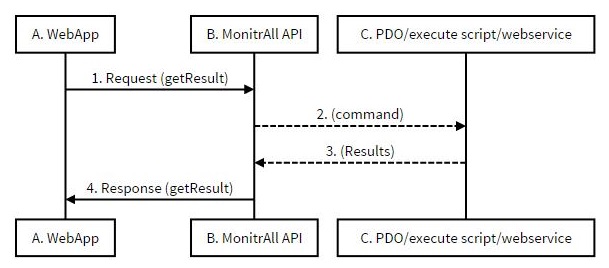 A. WebApp
B. MonitrAll API
C. PDO/execute script/webservice
1. Request (getResult)
2. (command)
3. (Results)
4. Response (getResult)
A. WebApp
B. MonitrAll API
C. PDO/execute script/webservice